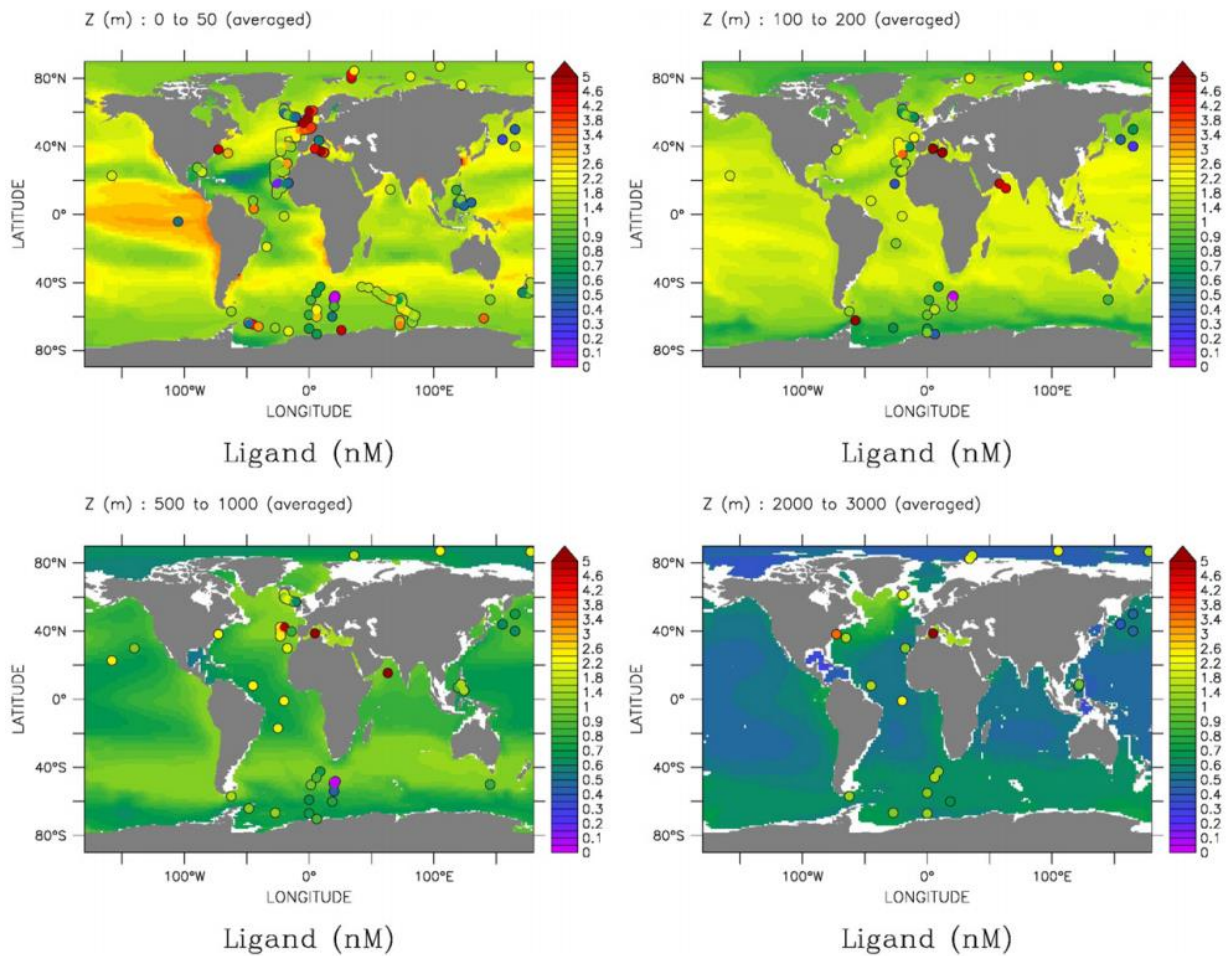 Z (m) : 0 to 50 (averaged)
80°N
40°N
0°
40°S
80°S
LATITUDE
100°W
0°
100°E
LONGITUDE
5
4.6
4.2
3.8
3.4
3
2.6
2.2
1.8
1.4
1
0.9
0.8
0.7
0.6
0.5
0.4
0.3
0.2
0.1
0
Ligand (nM)
Z (m) : 100 to 200 (averaged)
80°N
40°N
0°
40°S
80°S
LATITUDE
100°W
0°
100°E
LONGITUDE
5
4.6
4.2
3.8
3.4
3
2.6
2.2
1.8
1.4
1
0.9
0.8
0.7
0.6
0.5
0.4
0.3
0.2
0.1
0
Ligand (nM)
Z (m) : 500 to 1000 (averaged)
80°N
40°N
0°
40°S
80°S
LATITUDE
100°W
0°
100°E
LONGITUDE
5
4.6
4.2
3.8
3.4
3
2.6
2.2
1.8
1.4
1
0.9
0.8
0.7
0.6
0.5
0.4
0.3
0.2
0.1
0
Ligand (nM)
Z (m) : 2000 to 3000 (averaged)
80°N
40°N
0°
40°S
80°S
LATITUDE
100°W
0°
100°E
LONGITUDE
5
4.6
4.2
3.8
3.4
3
2.6
2.2
1.8
1.4
1
0.9
0.8
0.7
0.6
0.5
0.4
0.3
0.2
0.1
0
Ligand (nM)